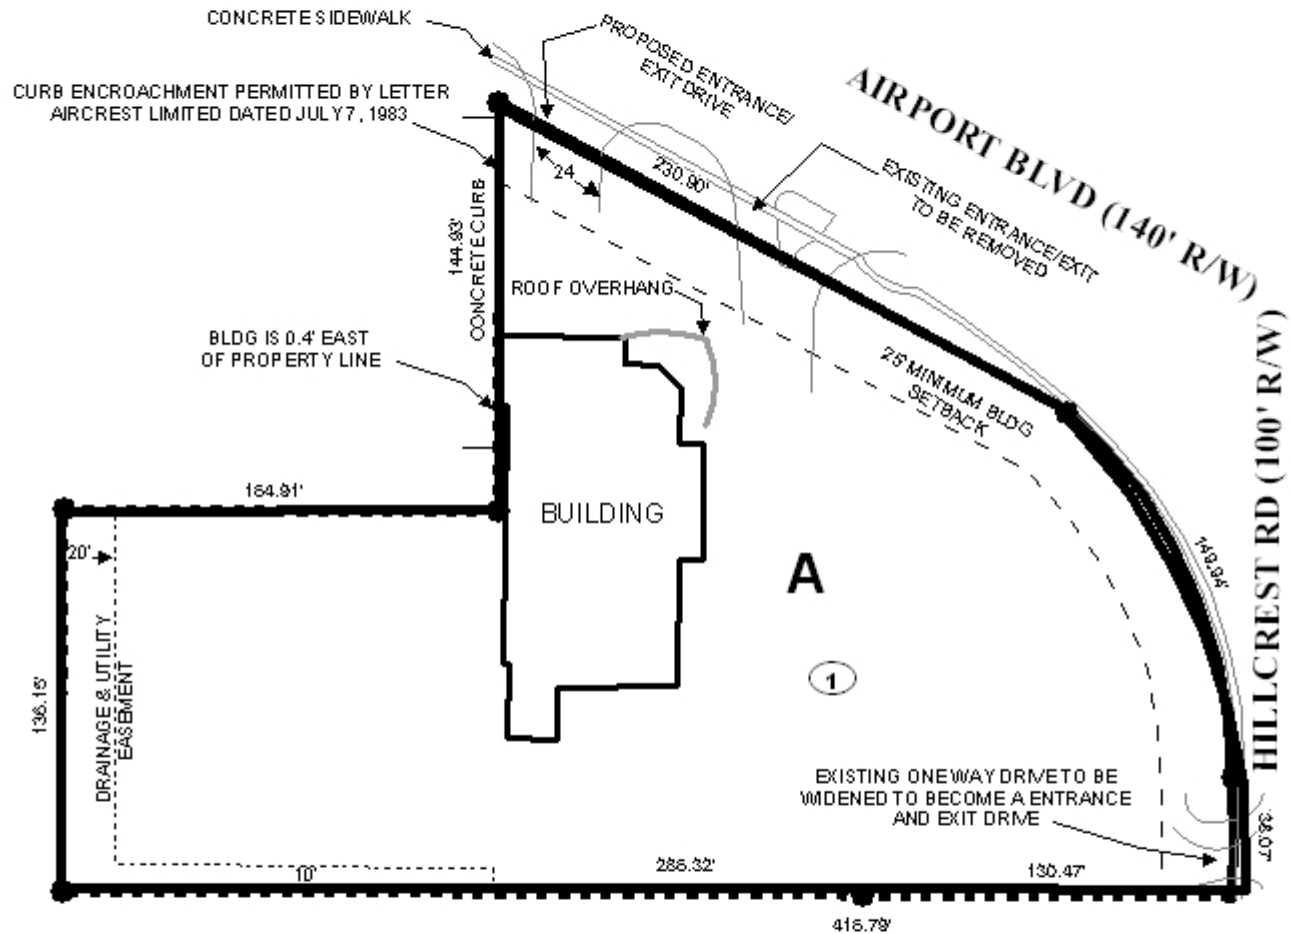 CONCRETE SIDEWALK
CURB ENCROACHMENT PERMITTED BY LETTER
AIRCREST LIMITED DATED JULY 7, 1983
PROPOSED ENTRANCE/
EXIT DRIVE
AIRPORT BLVD (140' R/W)
24
230.90'
EXISTING ENTRANCE/EXIT
TO BE REMOVED
144.93'
CONCRETE CURB
ROOF OVERHANG
BLDG IS 0.4' EAST
OF PROPERTY LINE
25' MINIMUM BLDG
SETBACK
HILLCREST RD (100' R/W)
164.91'
BUILDING
20'
A
149.94'
1
136.15'
DRAINAGE & UTILITY
EASEMENT
EXISTING ONE WAY DRIVE TO BE
WIDENED TO BECOME A ENTRANCE
AND EXIT DRIVE
38.07'
10'
286.32'
130.47'
416.79'